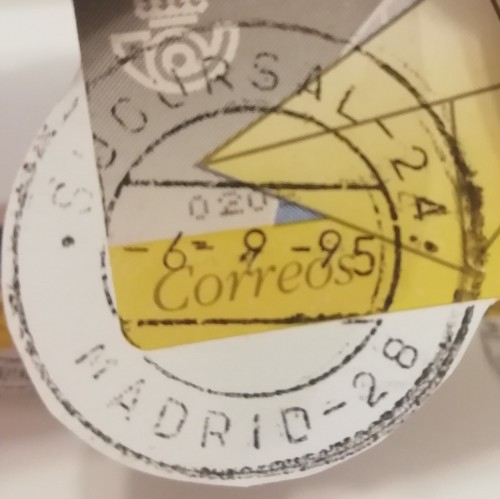 SUCURSAL-24.
020
-6- 9 -95
Correos
MADRID-28